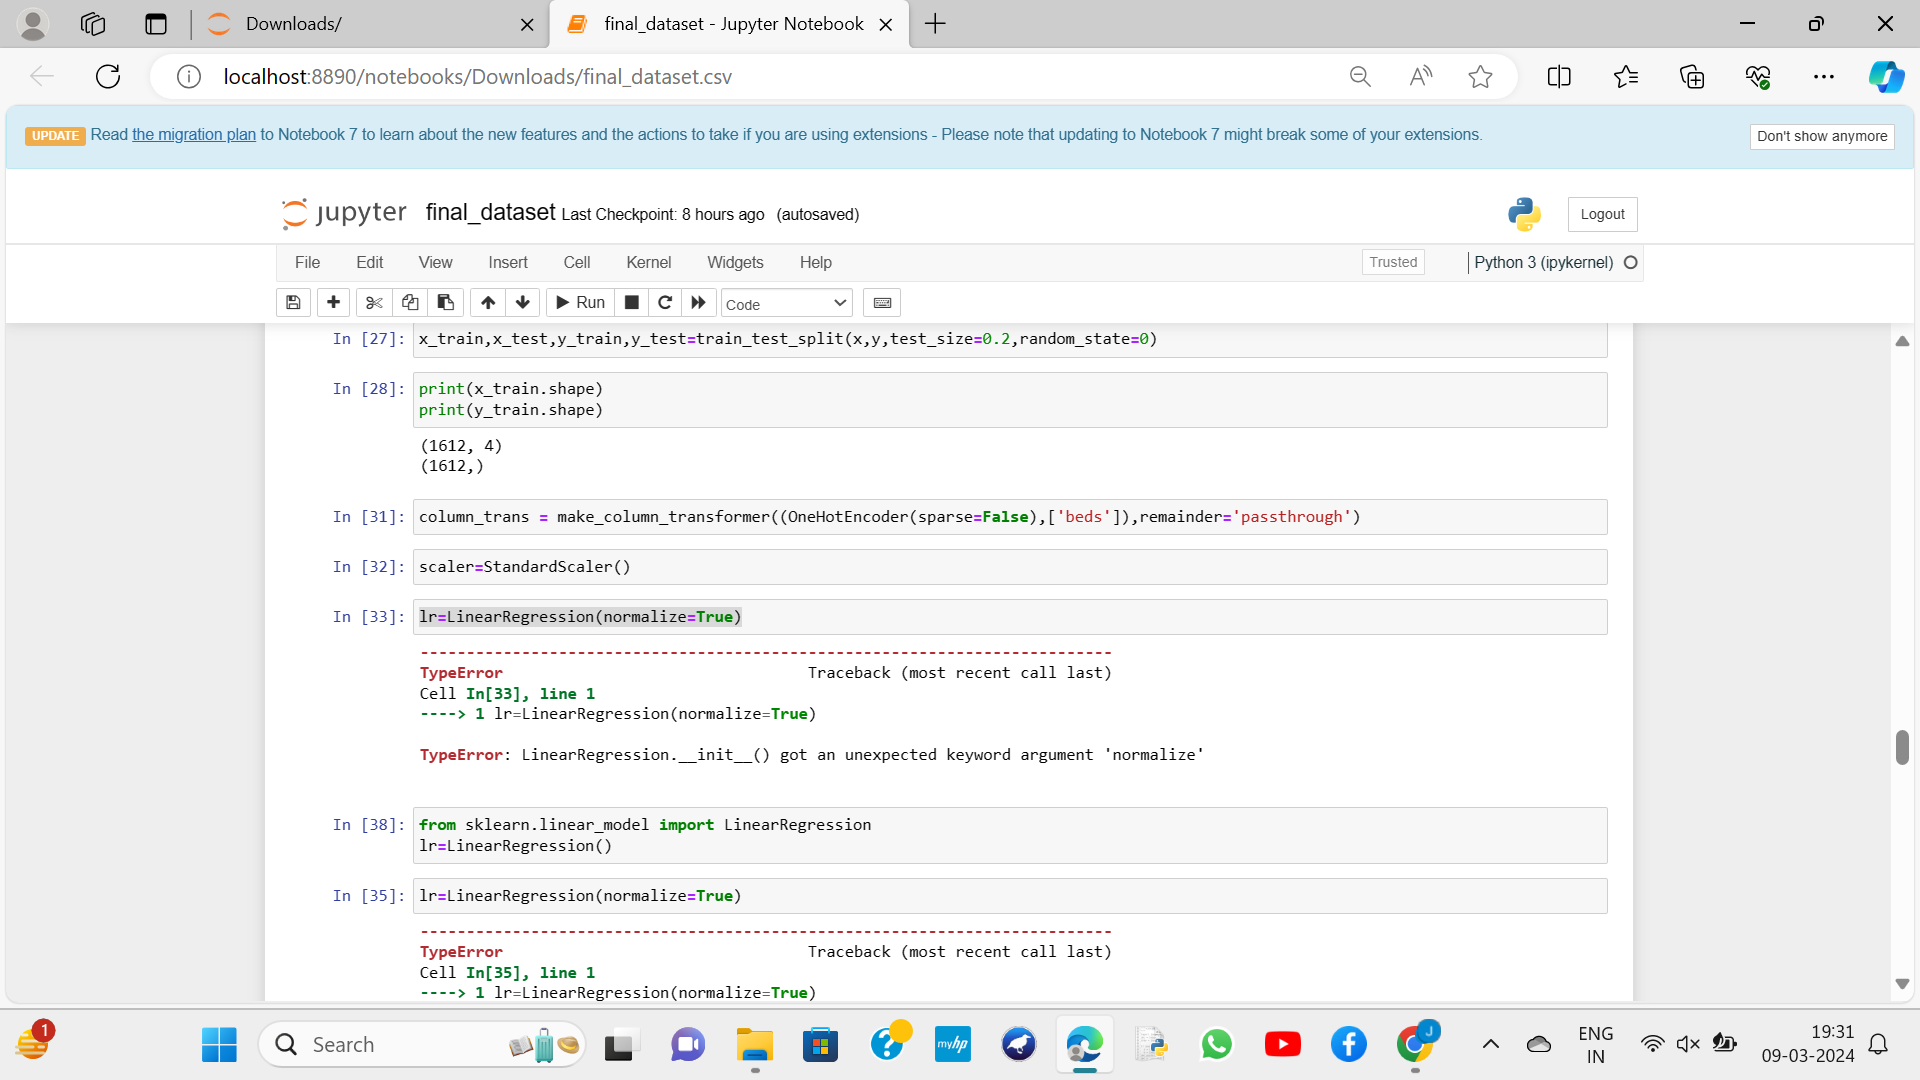 Downloads/
final_dataset - Jupyter Notebook
localhost:8890/notebooks/Downloads/final_dataset.csv
UPDATE Read the migration plan to Notebook 7 to learn about the new features and the actions to take if you are using extensions - Please note that updating to Notebook 7 might break some of your extensions.
Don't show anymore
jupyter final_dataset Last Checkpoint: 8 hours ago (autosaved)
Logout
File Edit View Insert Cell Kernel Widgets Help
Trusted
Python 3 (ipykernel)
Run
Code
In [27]: x_train,x_test,y_train,y_test=train_test_split(x,y,test_size=0.2,random_state=0)
In [28]: print(x_train.shape)
print(y_train.shape)
(1612, 4)
(1612,)
In [31]: column_trans = make_column_transformer((OneHotEncoder(sparse=False),['beds']),remainder='passthrough')
In [32]: scaler=StandardScaler()
In [33]: lr=LinearRegression(normalize=True)
---------------------------------------------------------------------------
TypeError Traceback (most recent call last)
Cell In[33], line 1
----> 1 lr=LinearRegression(normalize=True)
TypeError: LinearRegression.__init__() got an unexpected keyword argument 'normalize'
In [38]: from sklearn.linear_model import LinearRegression
lr=LinearRegression()
In [35]: lr=LinearRegression(normalize=True)
---------------------------------------------------------------------------
TypeError Traceback (most recent call last)
Cell In[35], line 1
----> 1 lr=LinearRegression(normalize=True)
1
Search
myhp
J
ENG
IN
19:31
09-03-2024